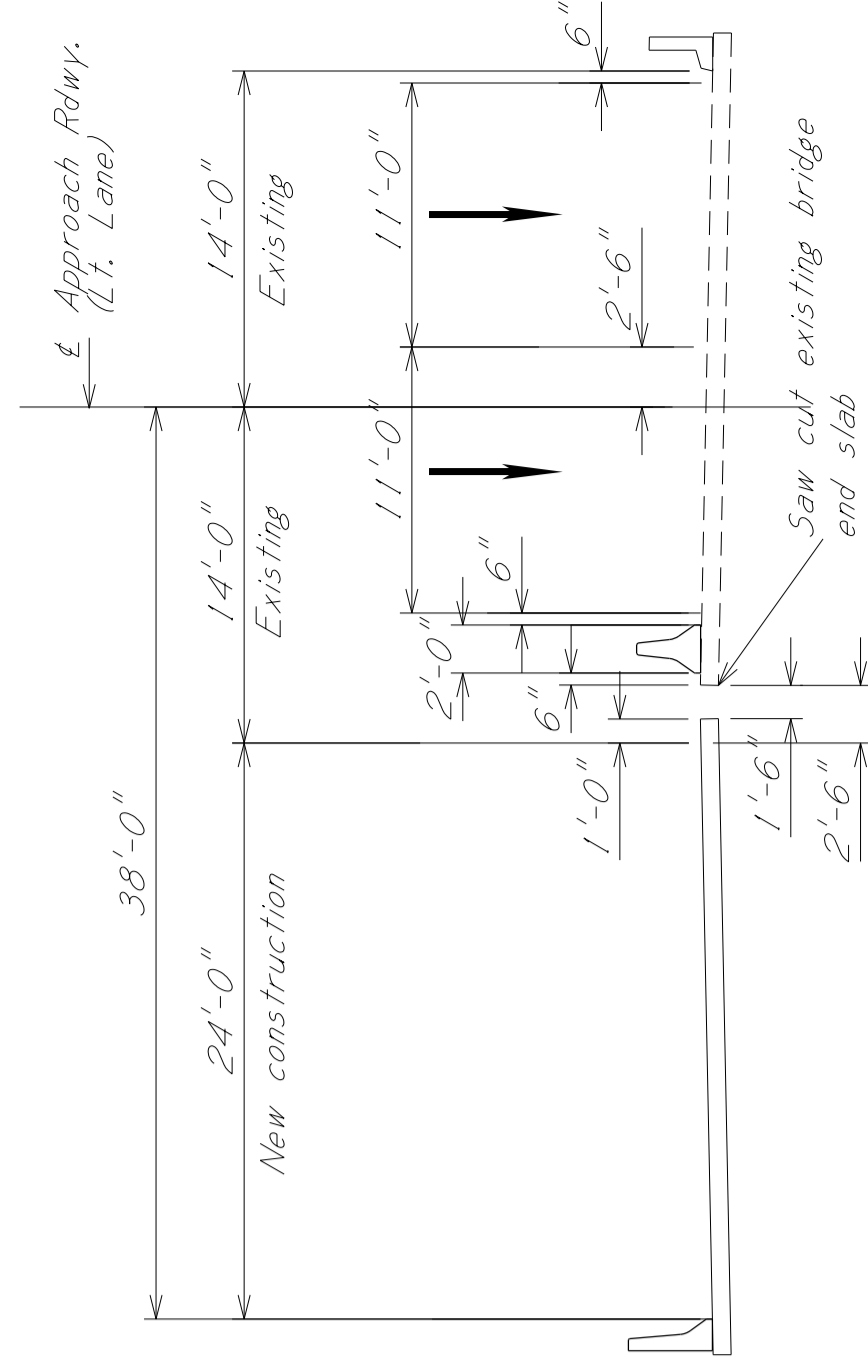 ℄ Approach Rdwy.
(Lt. Lane)
38'-0"
24'-0"
14'-0"
14'-0"
New construction
Existing
Existing
11'-0"
11'-0"
2'-0"
6"
6"
6"
1'-0"
2'-6"
1'-6"
2'-6"
Saw cut existing bridge
end slab